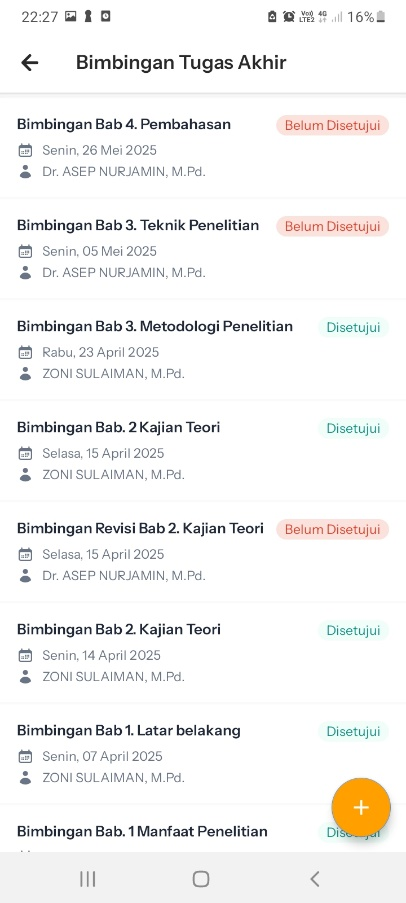 22:27 Vo) LTE2 4G 16%
Bimbingan Tugas Akhir
Bimbingan Bab 4. Pembahasan Belum Disetujui
Senin, 26 Mei 2025
Dr. ASEP NURJAMIN, M.Pd.
Bimbingan Bab 3. Teknik Penelitian Belum Disetujui
Senin, 05 Mei 2025
Dr. ASEP NURJAMIN, M.Pd.
Bimbingan Bab 3. Metodologi Penelitian Disetujui
Rabu, 23 April 2025
ZONI SULAIMAN, M.Pd.
Bimbingan Bab. 2 Kajian Teori Disetujui
Selasa, 15 April 2025
ZONI SULAIMAN, M.Pd.
Bimbingan Revisi Bab 2. Kajian Teori Belum Disetujui
Selasa, 15 April 2025
Dr. ASEP NURJAMIN, M.Pd.
Bimbingan Bab 2. Kajian Teori Disetujui
Senin, 14 April 2025
ZONI SULAIMAN, M.Pd.
Bimbingan Bab 1. Latar belakang Disetujui
Senin, 07 April 2025
ZONI SULAIMAN, M.Pd.
Bimbingan Bab. 1 Manfaat Penelitian Disetujui